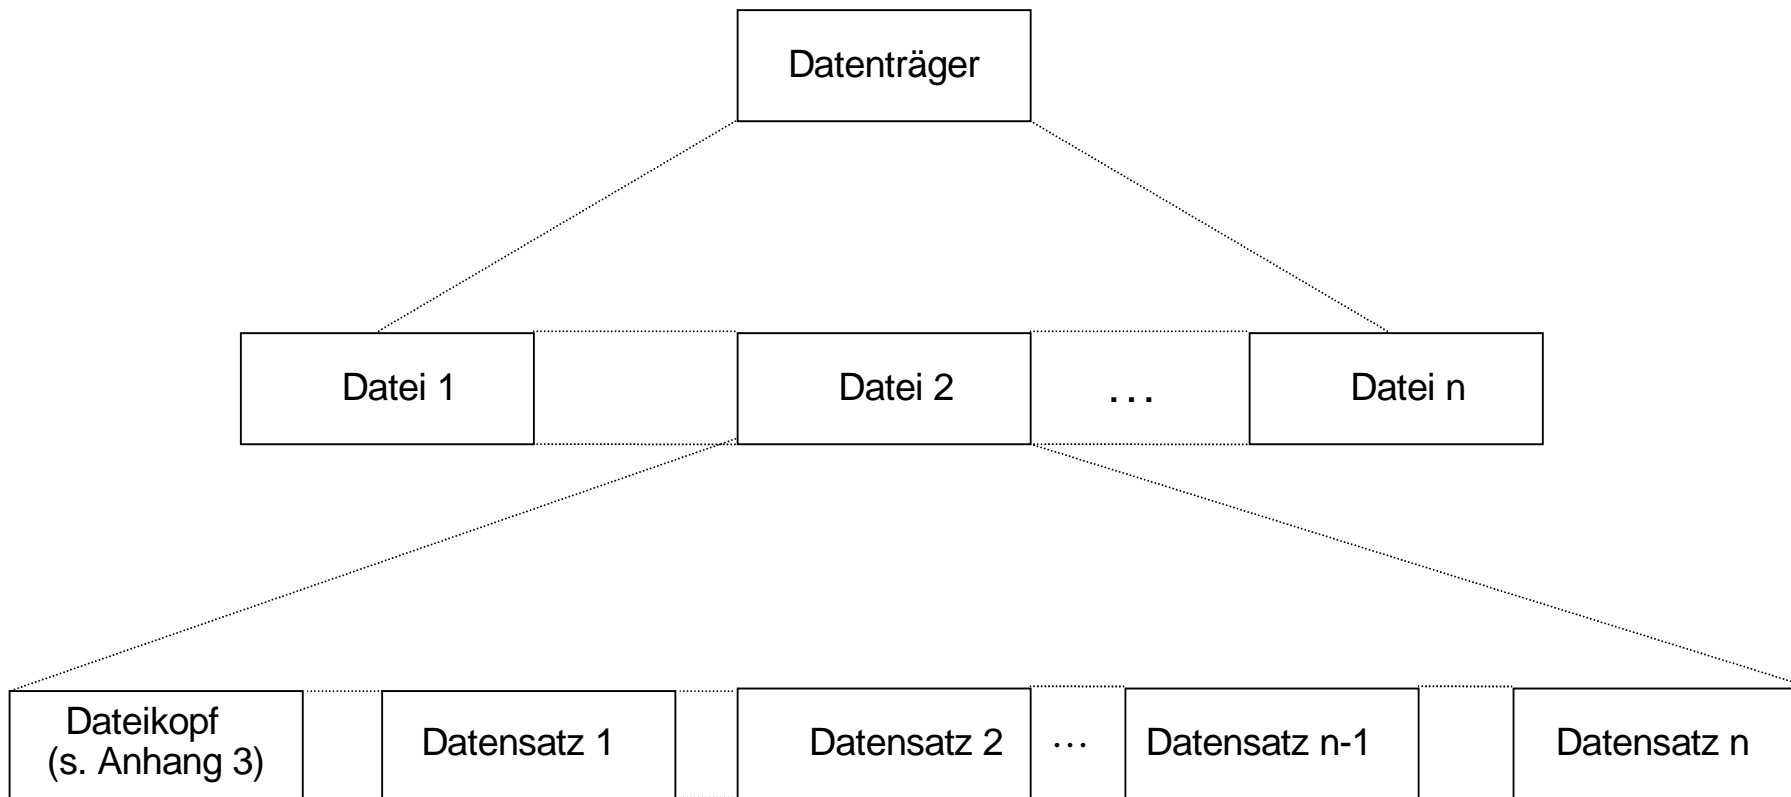 Datenträger
Datei 1
Datei 2
...
Datei n
Dateikopf
(s. Anhang 3)
Datensatz 1
Datensatz 2
...
Datensatz n-1
Datensatz n